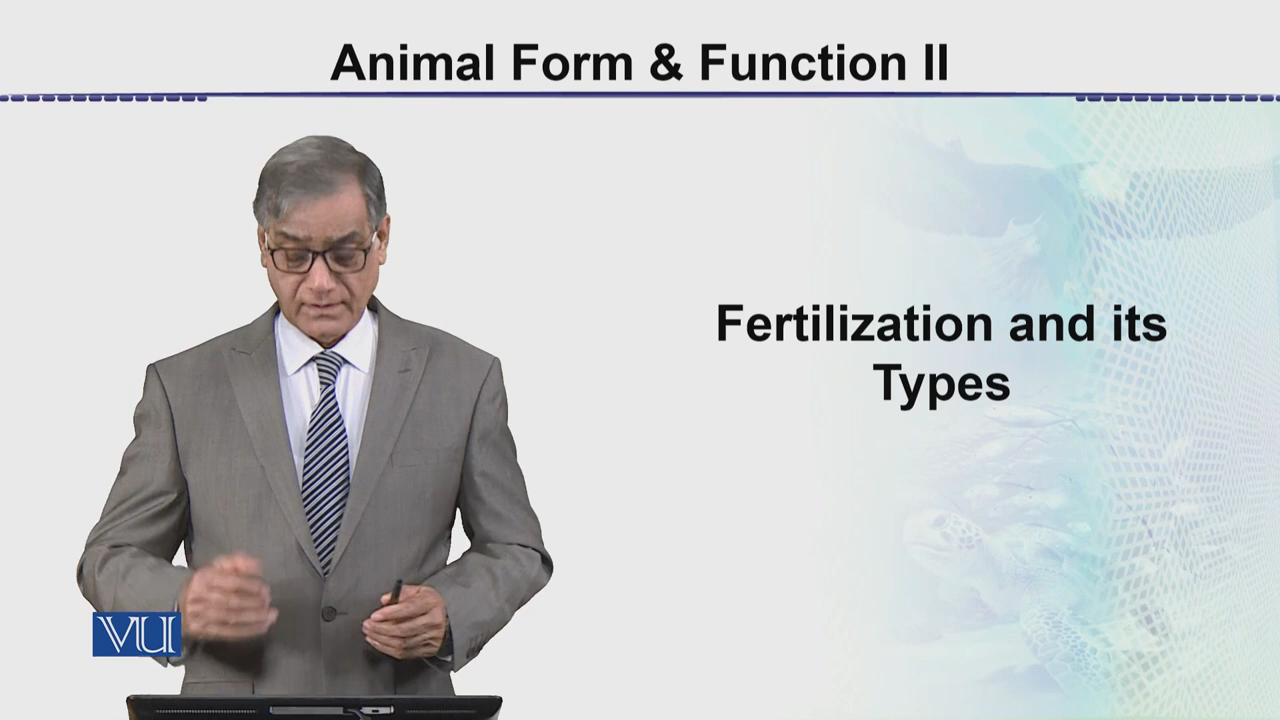 Animal Form & Function II
Fertilization and its
Types
VU